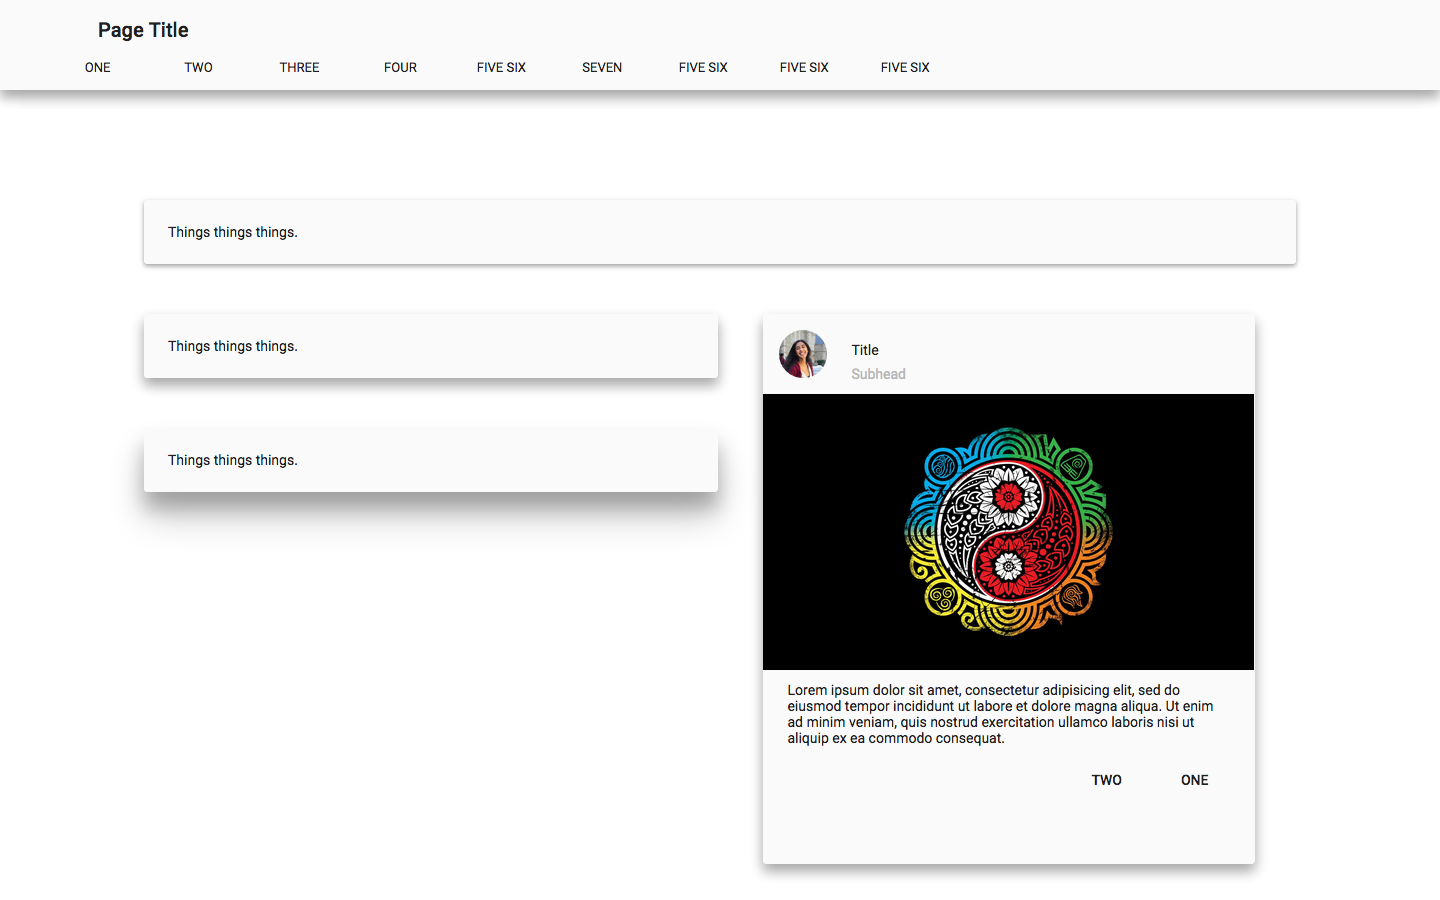 Page Title
ONE TWO THREE FOUR FIVE SIX SEVEN FIVE SIX FIVE SIX FIVE SIX
Things things things.
Things things things.
Things things things.
Title
Subhead
Lorem ipsum dolor sit amet, consectetur adipisicing elit, sed do
eiusmod tempor incididunt ut labore et dolore magna aliqua. Ut enim
ad minim veniam, quis nostrud exercitation ullamco laboris nisi ut
aliquip ex ea commodo consequat.
TWO ONE